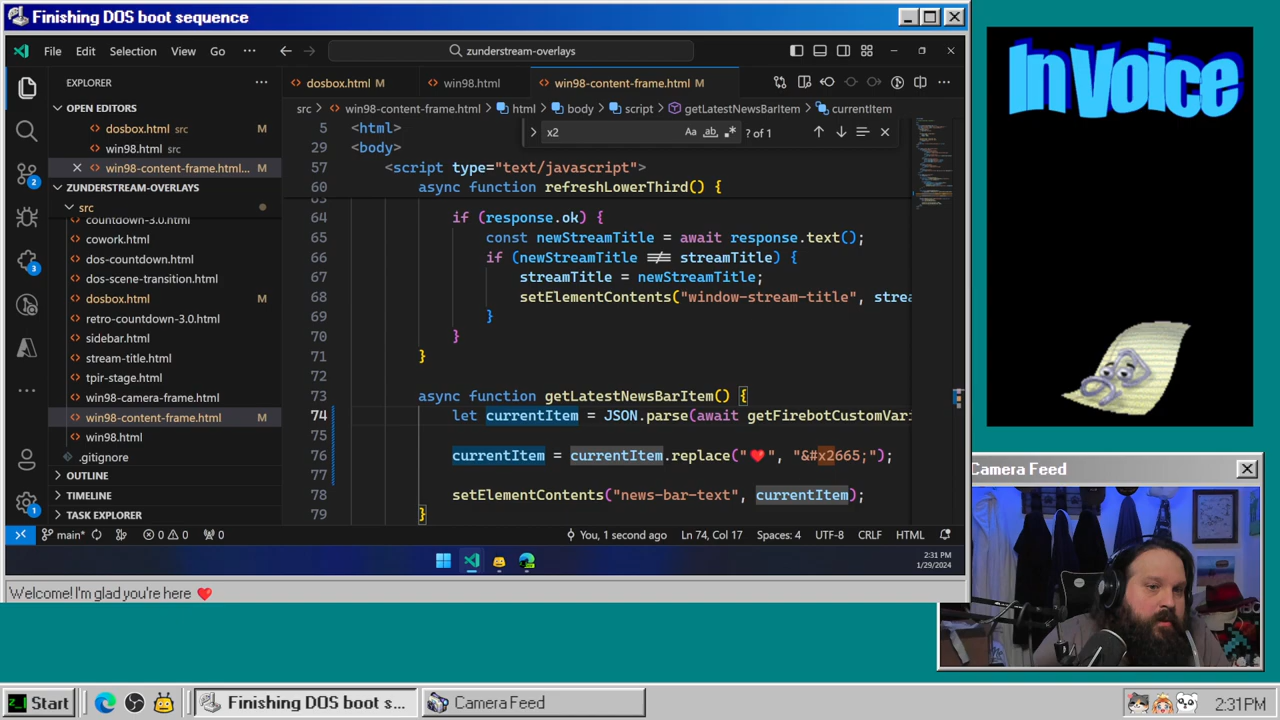 Finishing DOS boot sequence
InVoice
File Edit Selection View Go ··· zunderstream-overlays
EXPLORER ···
dosbox.html M win98.html win98-content-frame.html M
src > win98-content-frame.html > html > body > script > getLatestNewsBarItem > currentItem
OPEN EDITORS
dosbox.html src M
win98.html src
win98-content-frame.html... M
ZUNDERSTREAM-OVERLAYS
src
countdown-3.0.html
cowork.html
dos-countdown.html
dos-scene-transition.html
dosbox.html M
retro-countdown-3.0.html
sidebar.html
stream-title.html
tpir-stage.html
win98-camera-frame.html
win98-content-frame.html M
win98.html
.gitignore
OUTLINE
TIMELINE
TASK EXPLORER
2
3
1
x2 Aa ab ? of 1
5 <html>
29 <body>
57 <script type="text/javascript">
60 async function refreshLowerThird() {
63
64 if (response.ok) {
65 const newStreamTitle = await response.text();
66 if (newStreamTitle !== streamTitle) {
67 streamTitle = newStreamTitle;
68 setElementContents("window-stream-title", strea
69 }
70 }
71 }
72
73 async function getLatestNewsBarItem() {
74 let currentItem = JSON.parse(await getFirebotCustomVari
75
76 currentItem = currentItem.replace("❤️", "&#x2665;");
77
78 setElementContents("news-bar-text", currentItem);
79 }
main* 0 0 0 You, 1 second ago Ln 74, Col 17 Spaces: 4 UTF-8 CRLF HTML
2:31 PM
1/29/2024
Welcome! I'm glad you're here ❤️
Camera Feed
Start Finishing DOS boot s... Camera Feed 2:31PM